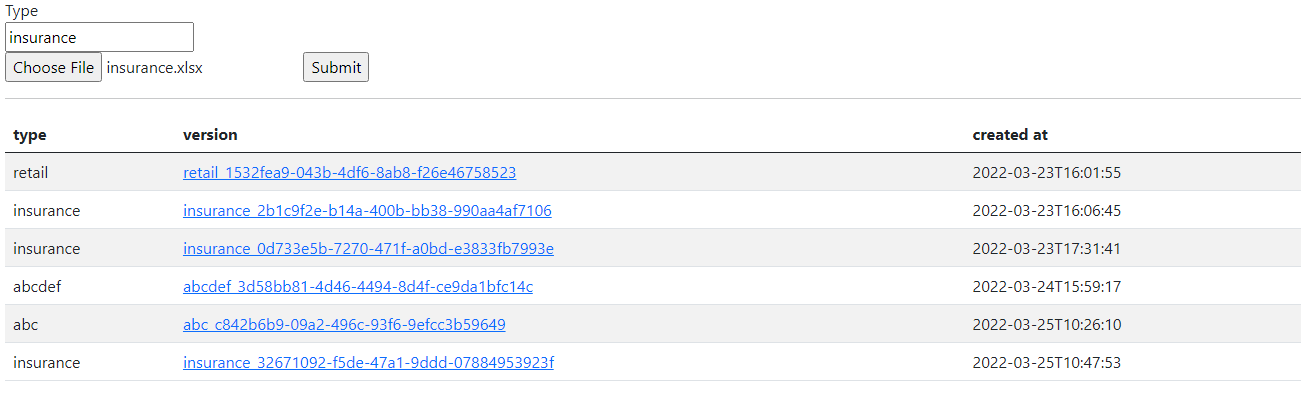 Type
insurance
Choose File insurance.xlsx Submit
type version created at
retail retail_1532fea9-043b-4df6-8ab8-f26e46758523 2022-03-23T16:01:55
insurance insurance_2b1c9f2e-b14a-400b-bb38-990aa4af7106 2022-03-23T16:06:45
insurance insurance_0d733e5b-7270-471f-a0bd-e3833fb7993e 2022-03-23T17:31:41
abcdef abcdef_3d58bb81-4d46-4494-8d4f-ce9da1bfc14c 2022-03-24T15:59:17
abc abc_c842b6b9-09a2-496c-93f6-9efcc3b59649 2022-03-25T10:26:10
insurance insurance_32671092-f5de-47a1-9ddd-07884953923f 2022-03-25T10:47:53